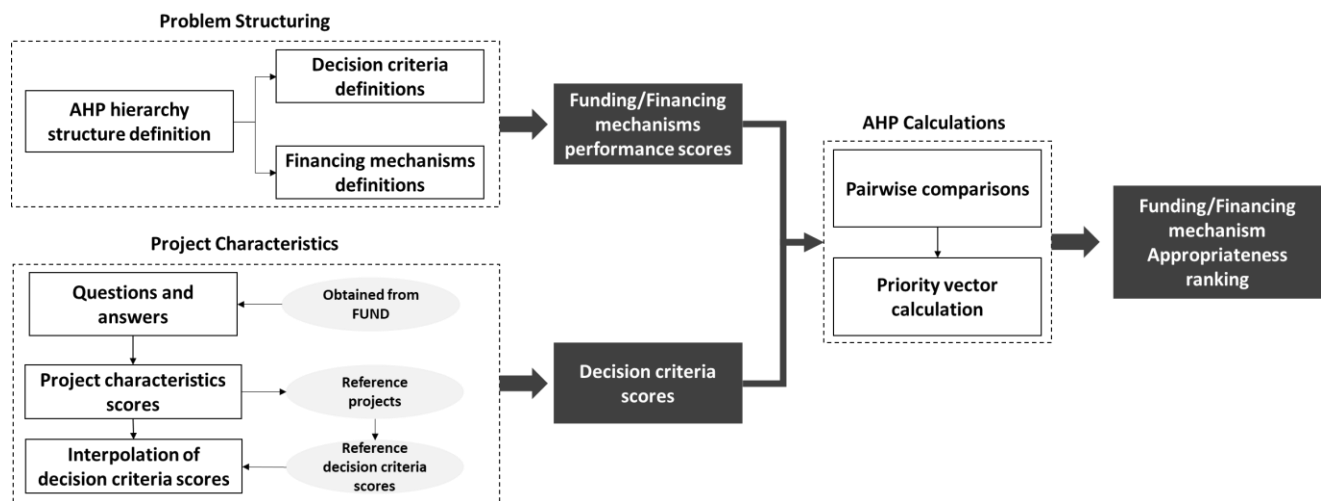 Problem Structuring
AHP hierarchy
structure definition
Decision criteria
definitions
Financing mechanisms
definitions
Funding/Financing
mechanisms
performance scores
Project Characteristics
Questions and
answers
Obtained from
FUND
Project characteristics
scores
Reference
projects
Interpolation of
decision criteria scores
Reference
decision criteria
scores
Decision criteria
scores
AHP Calculations
Pairwise comparisons
Priority vector
calculation
Funding/Financing
mechanism
Appropriateness
ranking